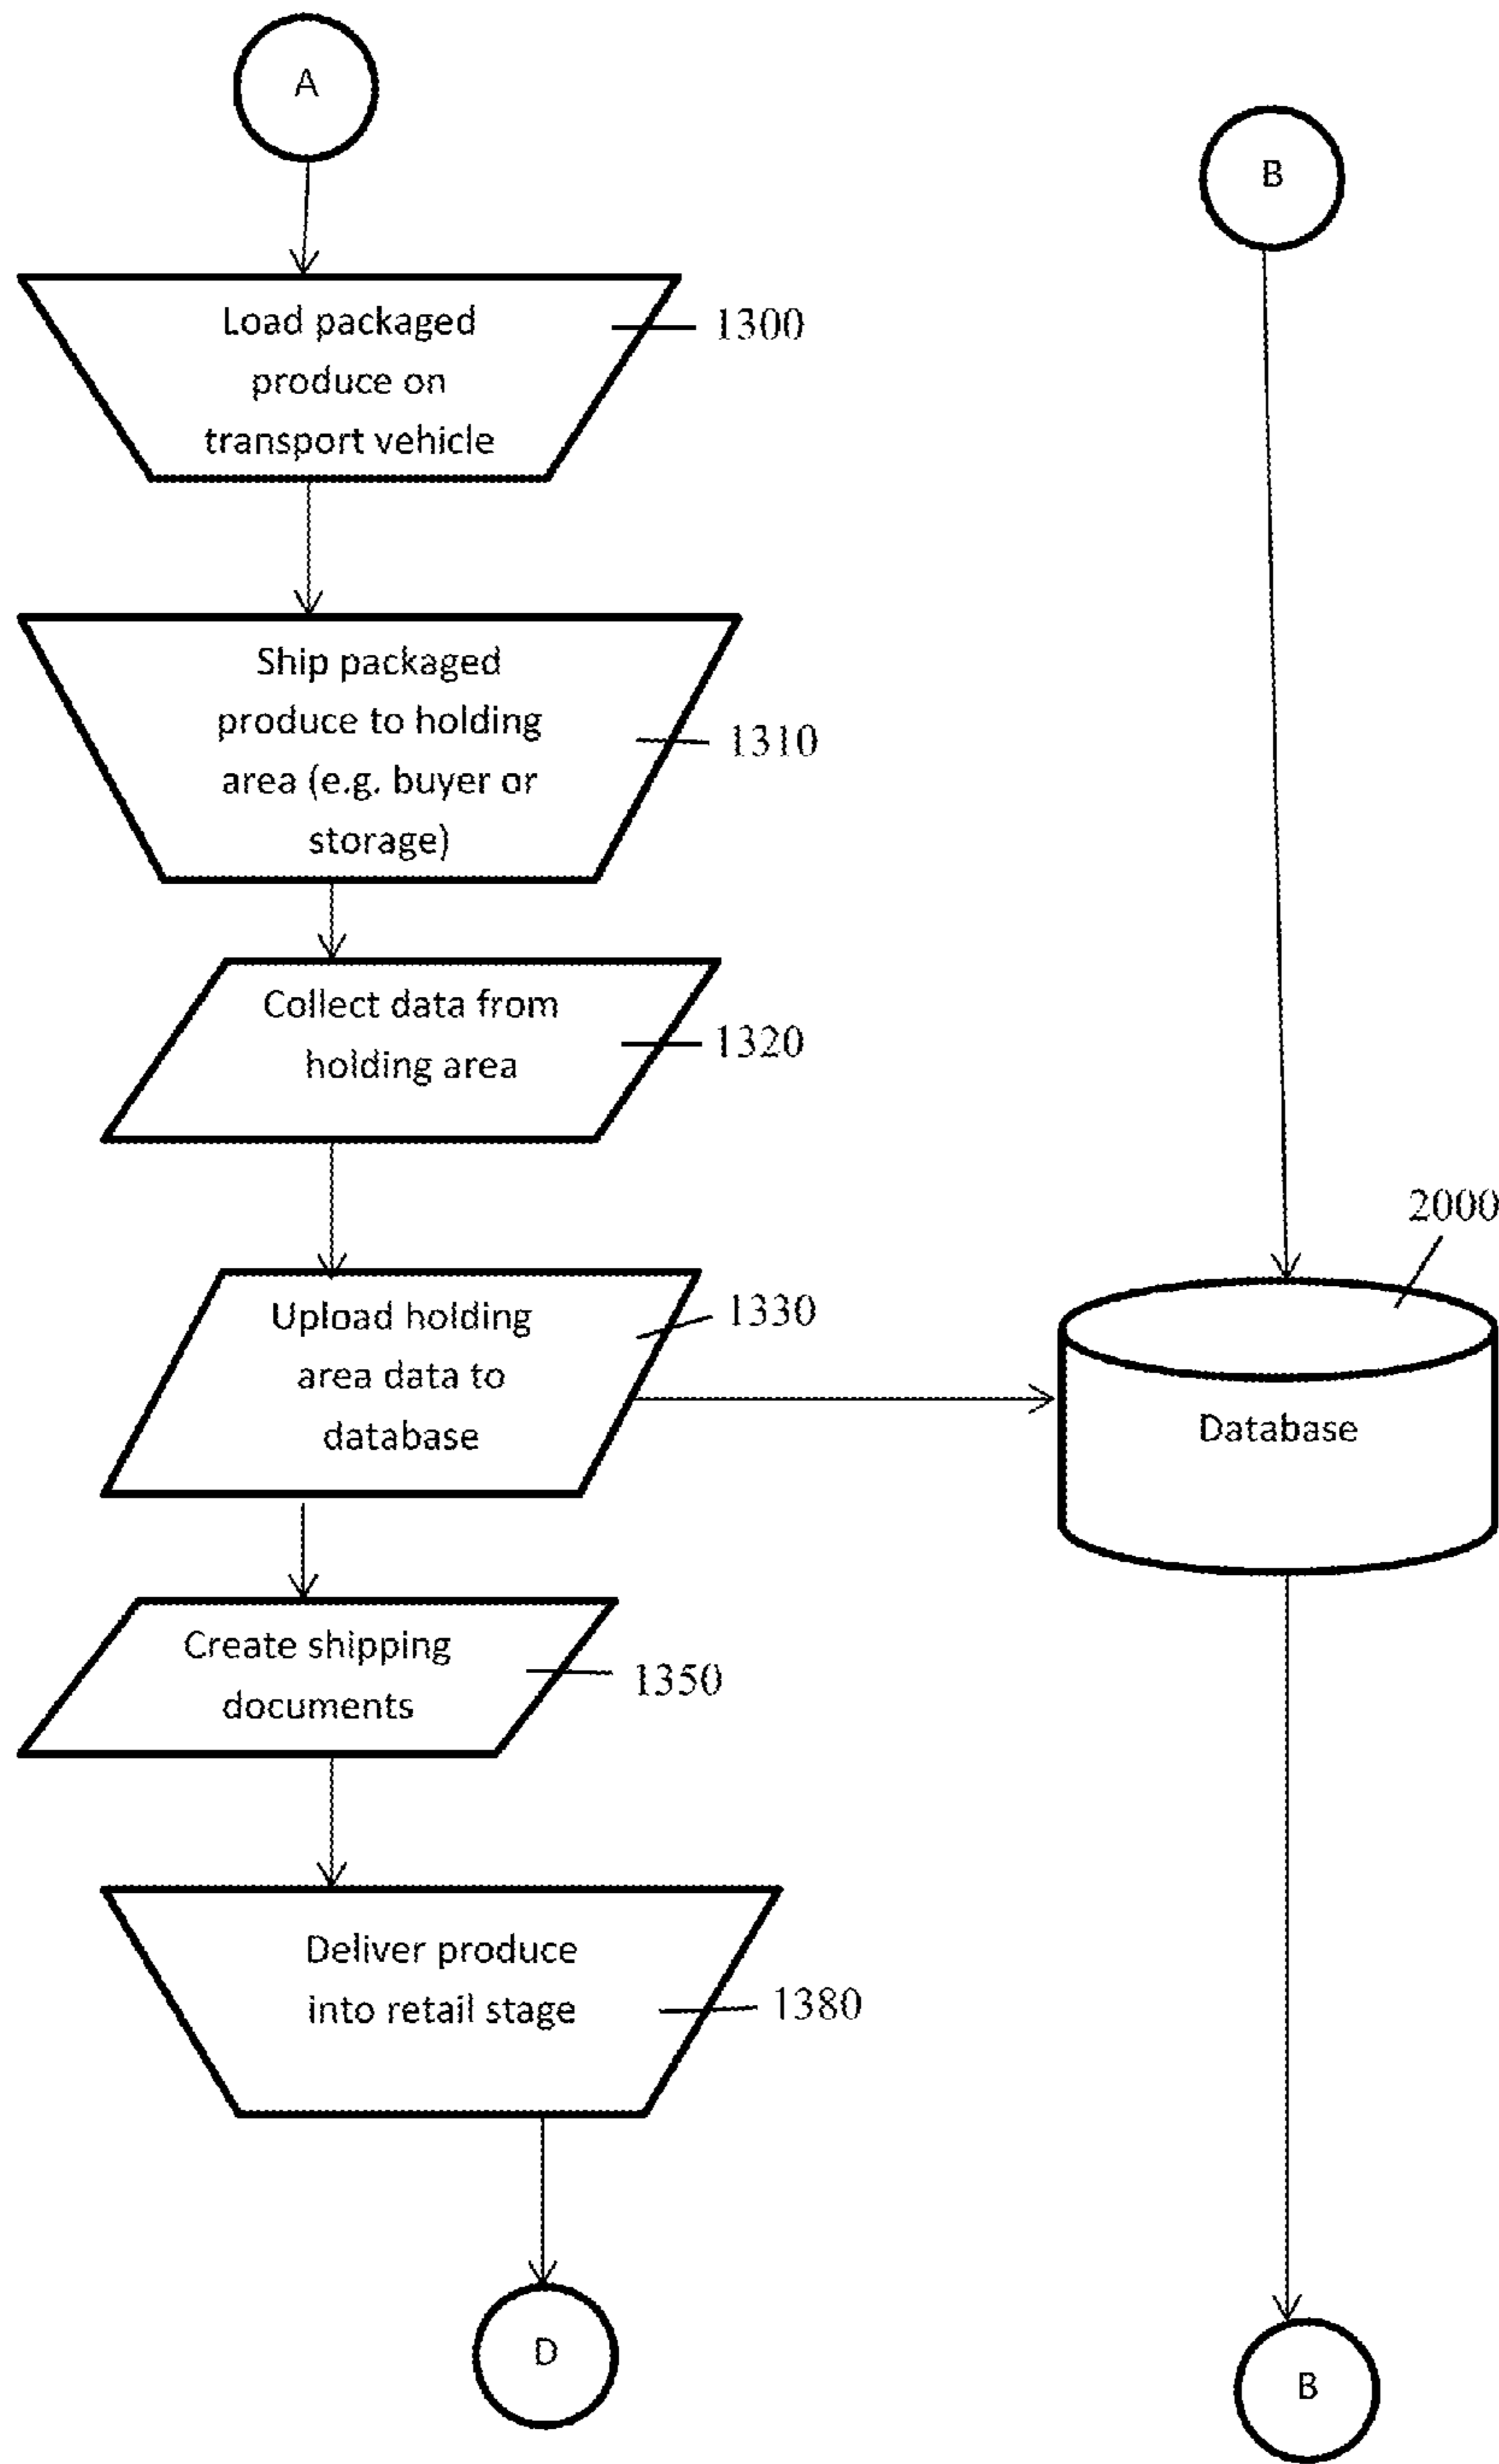 A
B
Load packaged
produce on
transport vehicle
1300
Ship packaged
produce to holding
area (e.g. buyer or
storage)
1310
Collect data from
holding area
1320
Upload holding
area data to
database
1330
2000
Database
Create shipping
documents
1350
Deliver produce
into retail stage
1380
D
B